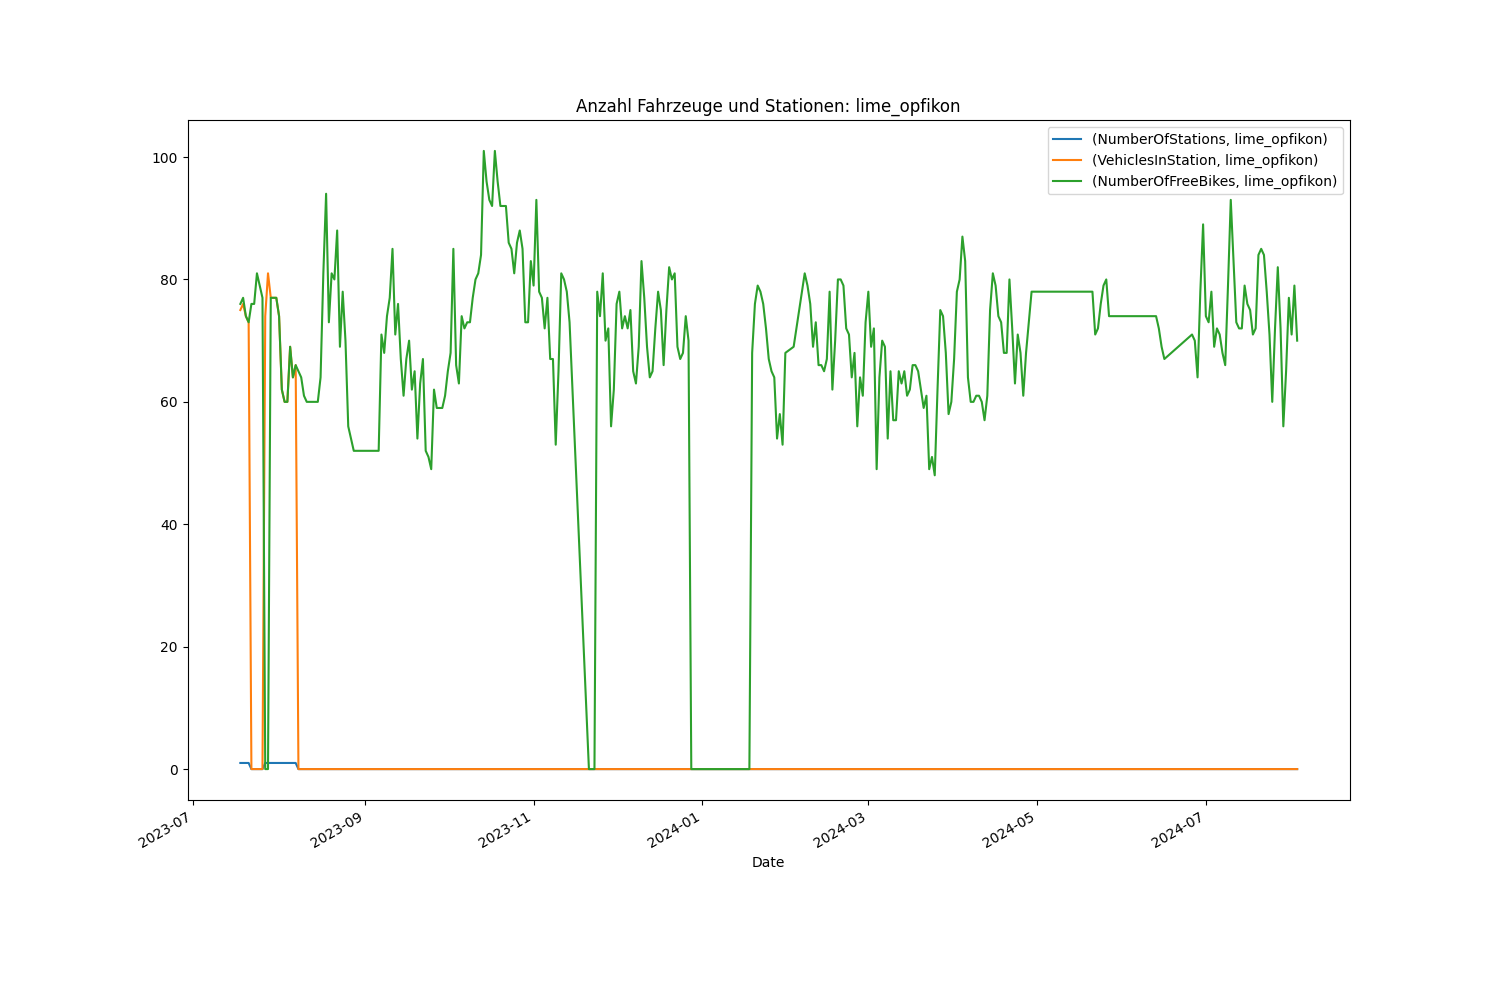 Anzahl Fahrzeuge und Stationen: lime_opfikon
(NumberOfStations, lime_opfikon)
(VehiclesInStation, lime_opfikon)
(NumberOfFreeBikes, lime_opfikon)
100
80
60
40
20
0
2023-07
2023-09
2023-11
2024-01
2024-03
2024-05
2024-07
Date